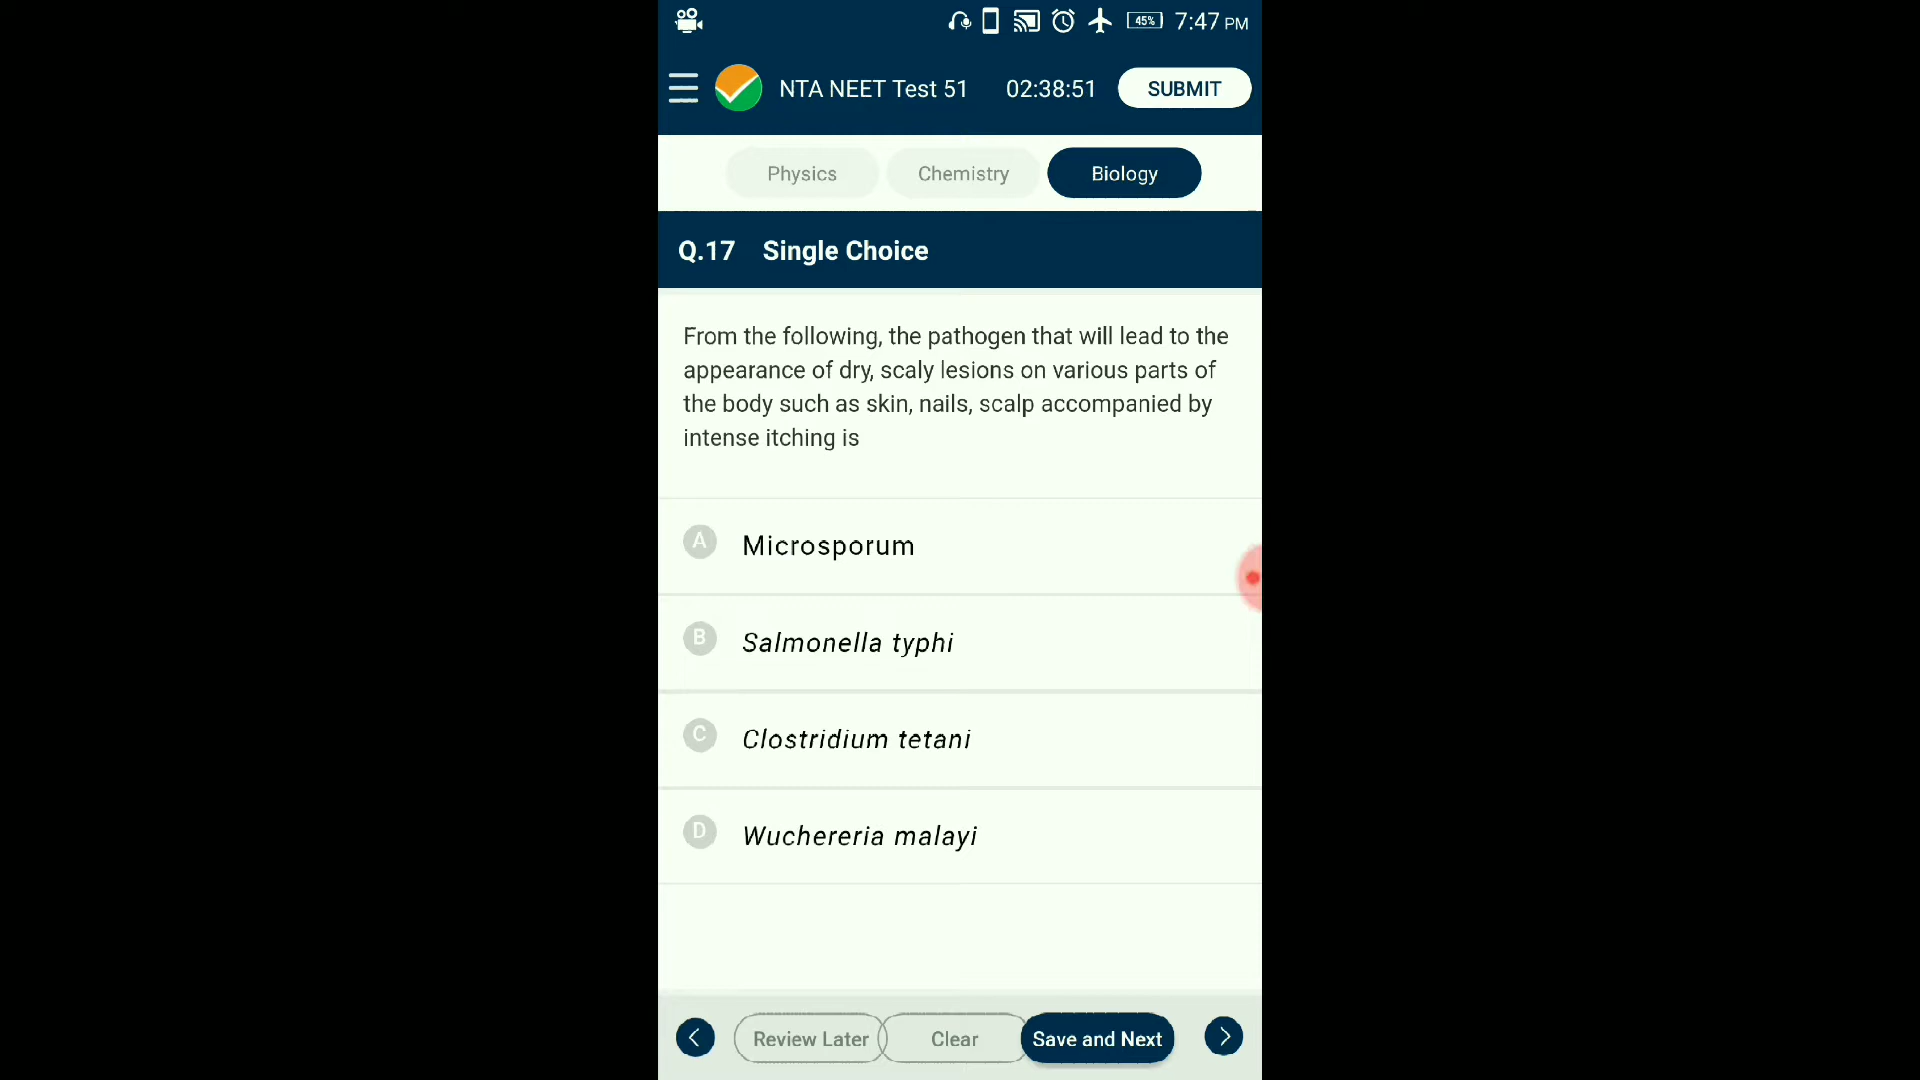 45% 7:47 PM
NTA NEET Test 51 02:38:51 SUBMIT
Physics Chemistry Biology
Q.17 Single Choice
From the following, the pathogen that will lead to the
appearance of dry, scaly lesions on various parts of
the body such as skin, nails, scalp accompanied by
intense itching is
A Microsporum
B Salmonella typhi
C Clostridium tetani
D Wuchereria malayi
Review Later Clear Save and Next